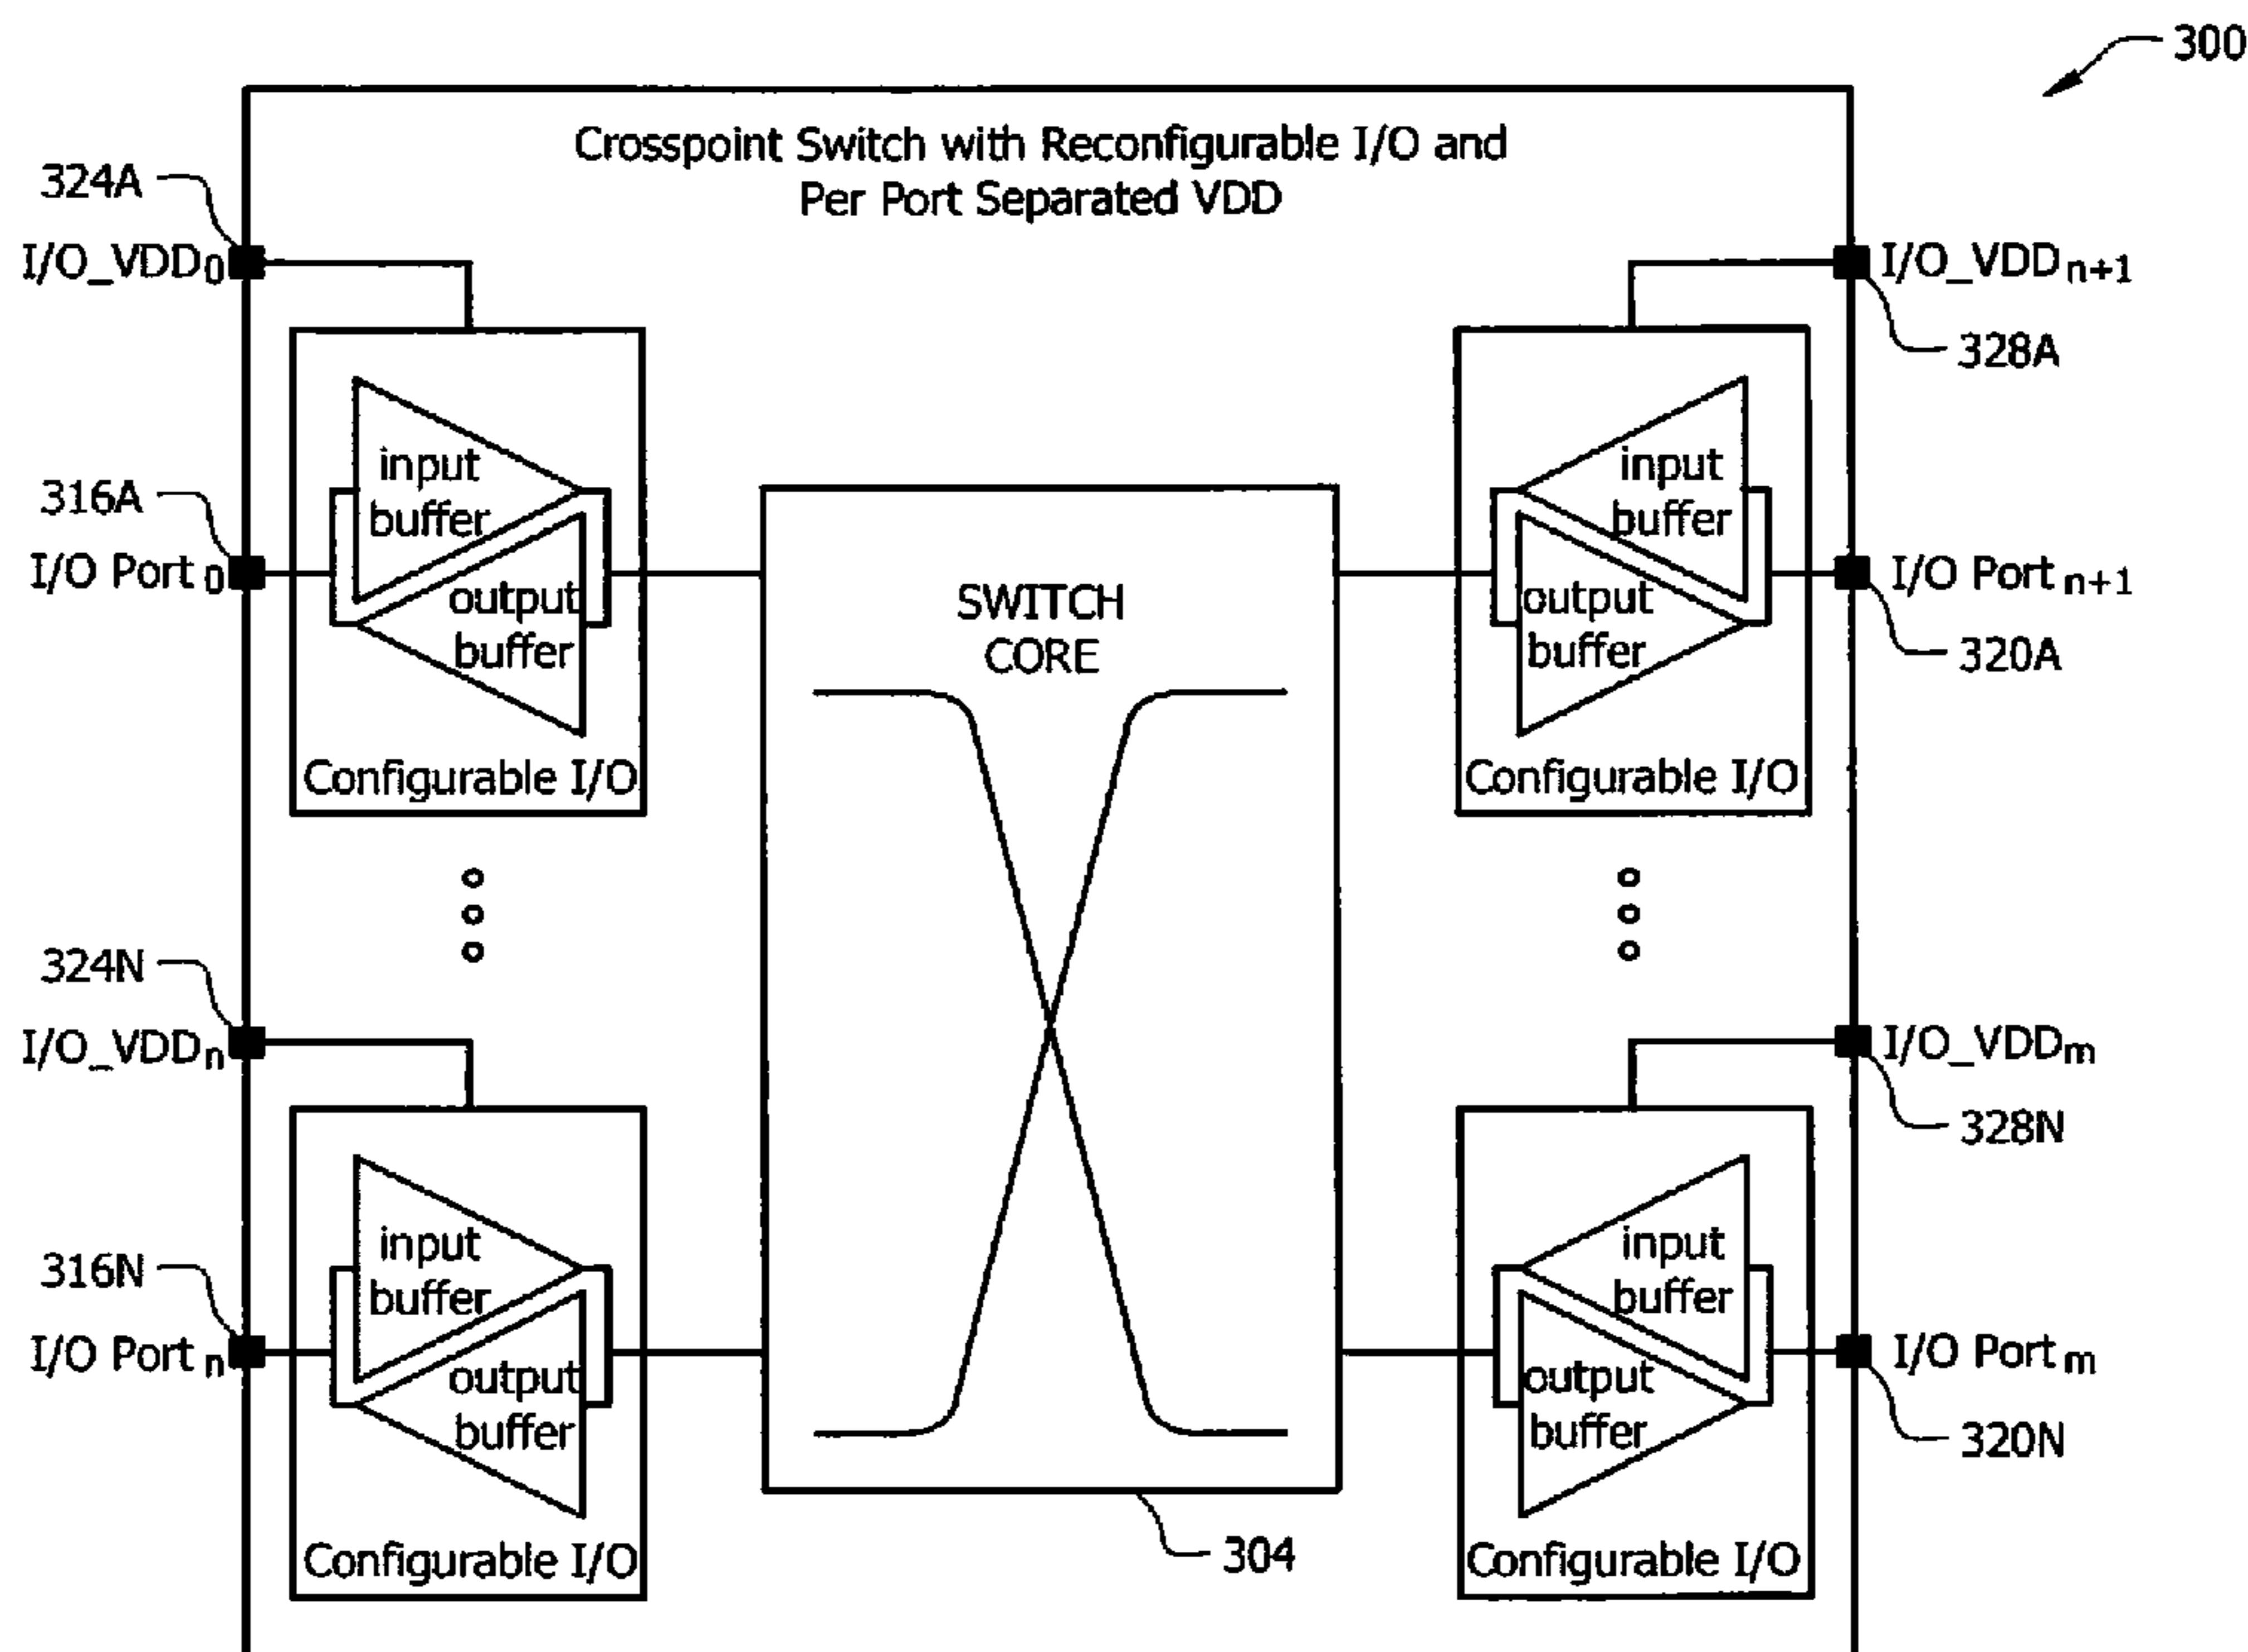 300
Crosspoint Switch with Reconfigurable I/O and
Per Port Separated VDD
324A
I/O_VDD0
I/O_VDDn+1
328A
input
buffer
output
buffer
Configurable I/O
316A
I/O Port 0
SWITCH
CORE
input
buffer
output
buffer
Configurable I/O
I/O Port n+1
320A
324N
I/O_VDDn
I/O_VDDm
328N
input
buffer
output
buffer
Configurable I/O
316N
I/O Port n
input
buffer
output
buffer
Configurable I/O
I/O Port m
320N
304